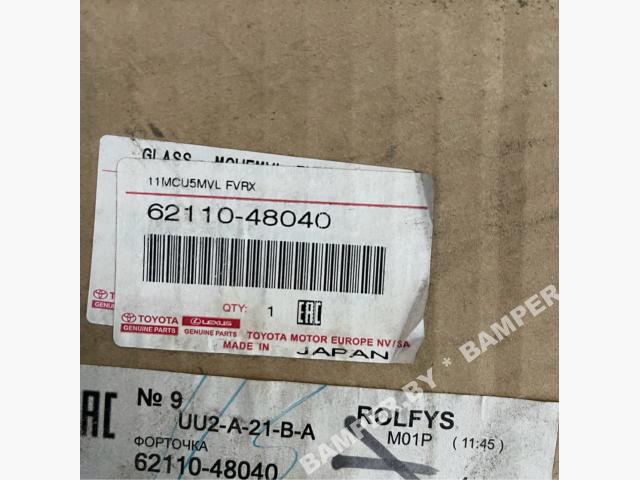 GLASS
11MCU5MVL FVRX
62110-48040
QTY: 1 EAC
TOYOTA LEXUS
GENUINE PARTS GENUINE PARTS TOYOTA MOTOR EUROPE NV/SA
MADE IN JAPAN
EAC № 9 ROLFYS
UU2-A-21-B-A M01P (11:45)
ФОРТОЧКА
62110-48040
BAMPER.BY * BAMPER